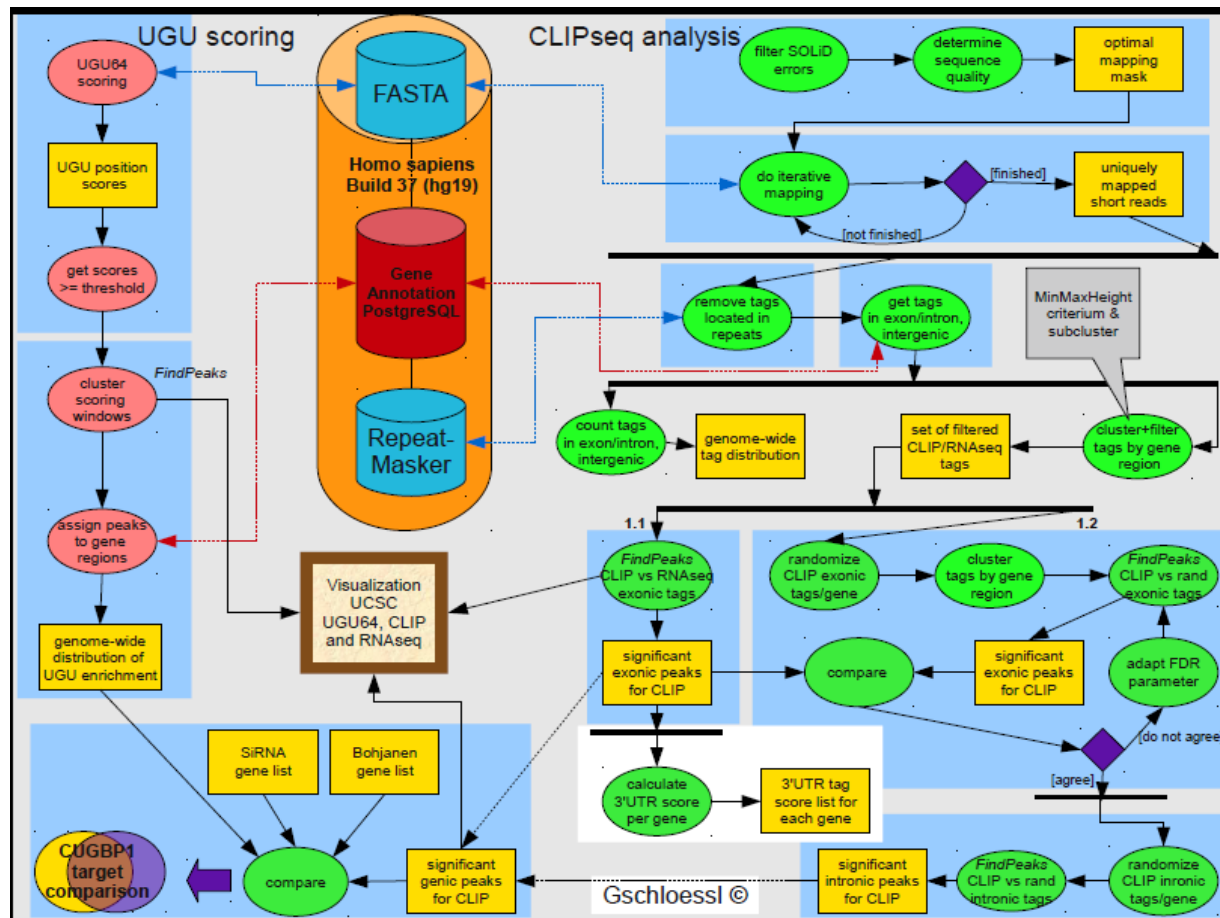 UGU scoring
CLIPseq analysis
UGU64
scoring
FASTA
filter SOLiD
errors
determine
sequence
quality
optimal
mapping
mask
UGU position
scores
Homo sapiens
Build 37 (hg19)
do iterative
mapping
[finished]
[not finished]
uniquely
mapped
short reads
get scores
>= threshold
Gene
Annotation
PostgreSQL
remove tags
located in
repeats
get tags
in exon/intron,
intergenic
MinMaxHeight
criterium &
subcluster
FindPeaks
cluster
scoring
windows
Repeat-
Masker
count tags
in exon/intron,
intergenic
genome-wide
tag distribution
set of filtered
CLIP/RNAseq
tags
cluster+filter
tags by gene
region
assign peaks
to gene
regions
1.1
1.2
Visualization
UCSC
UGU64, CLIP
and RNAseq
FindPeaks
CLIP vs RNAseq
exonic tags
randomize
CLIP exonic
tags/gene
cluster
tags by gene
region
FindPeaks
CLIP vs rand
exonic tags
genome-wide
distribution of
UGU enrichment
significant
exonic peaks
for CLIP
compare
significant
exonic peaks
for CLIP
adapt FDR
parameter
[do not agree
[agree]
SiRNA
gene list
Bohjanen
gene list
calculate
3'UTR score
per gene
3'UTR tag
score list for
each gene
CUGBP1
target
comparison
compare
significant
genic peaks
for CLIP
Gschloessl ©
significant
intronic peaks
for CLIP
FindPeaks
CLIP vs rand
intronic tags
randomize
CLIP inronic
tags/gene